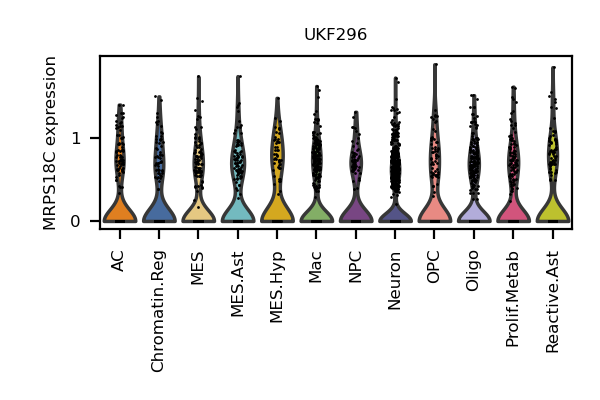 UKF296
MRPS18C expression
1
0
AC
Chromatin.Reg
MES
MES.Ast
MES.Hyp
Mac
NPC
Neuron
OPC
Oligo
Prolif.Metab
Reactive.Ast